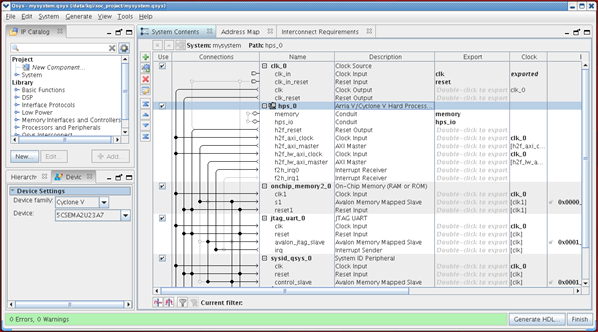 Qsys - mysystem.qsys (/data/kp/soc_project/mysystem.qsys)
File Edit System Generate View Tools Help
IP Catalog
Project
New Component...
System
Library
Basic Functions
DSP
Interface Protocols
Low Power
Memory Interfaces and Controllers
Processors and Peripherals
New... Edit... Add...
Hierarch Devic
Device Settings
Device family: Cyclone V
Device: 5CSEMA2U23A7
System Contents Address Map Interconnect Requirements
System: mysystem Path: hps_0
Use Connections Name Description Export Clock
clk_0 Clock Source
clk_in Clock Input clk exported
clk_in_reset Reset Input reset
clk Clock Output Double-click to export clk_0
clk_reset Reset Output Double-click to export
hps_0 Arria V/Cyclone V Hard Process...
memory Conduit memory
hps_io Conduit hps_io
h2f_reset Reset Output Double-click to export
h2f_axi_clock Clock Input Double-click to export clk_0
h2f_axi_master AXI Master Double-click to export [h2f_axi_cl...
h2f_lw_axi_clock Clock Input Double-click to export clk_0
h2f_lw_axi_master AXI Master Double-click to export [h2f_lw_a...
f2h_irq0 Interrupt Receiver Double-click to export
f2h_irq1 Interrupt Receiver Double-click to export
onchip_memory2_0 On-Chip Memory (RAM or ROM)
clk1 Clock Input Double-click to export clk_0
s1 Avalon Memory Mapped Slave Double-click to export [clk1] 0x0000_
reset1 Reset Input Double-click to export [clk1]
jtag_uart_0 JTAG UART
clk Clock Input Double-click to export clk_0
reset Reset Input Double-click to export [clk]
avalon_jtag_slave Avalon Memory Mapped Slave Double-click to export [clk] 0x0001_
irq Interrupt Sender Double-click to export [clk]
sysid_qsys_0 System ID Peripheral
clk Clock Input Double-click to export clk_0
reset Reset Input Double-click to export [clk]
control_slave Avalon Memory Mapped Slave Double-click to export [clk] 0x0001_
Current filter:
0 Errors, 0 Warnings
Generate HDL... Finish